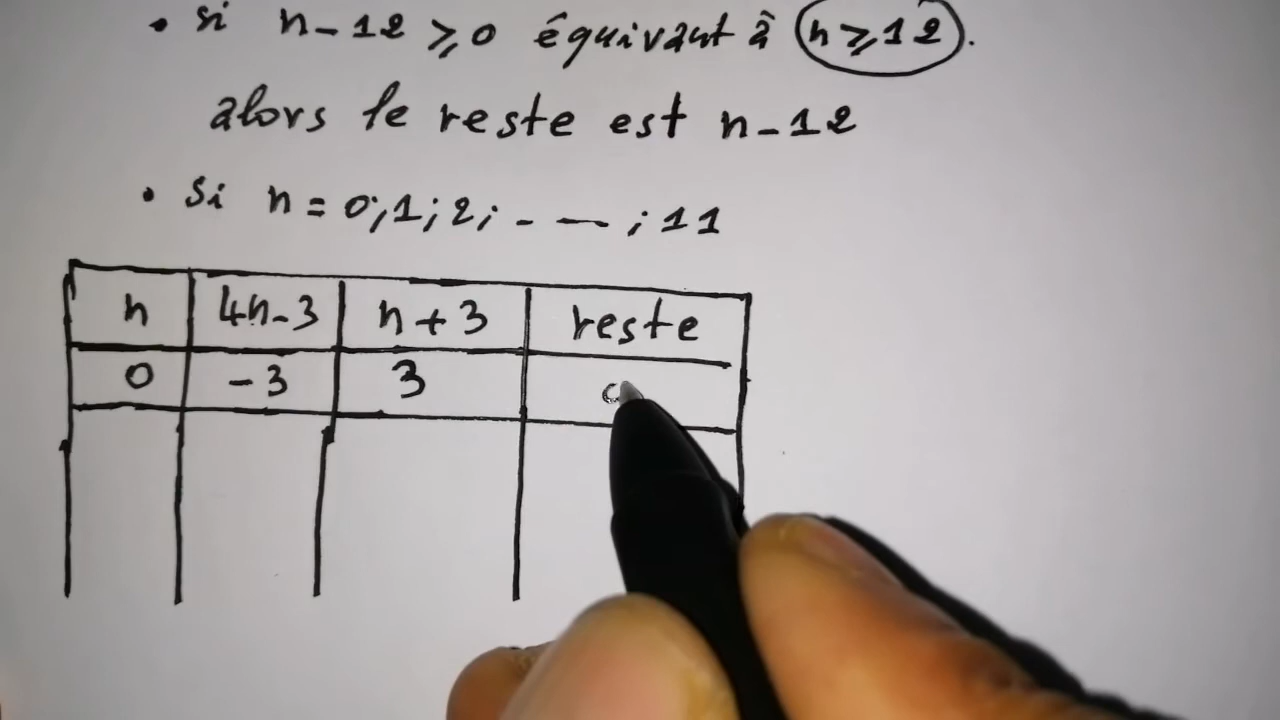 • si n-12 ≥ 0 équivant à n ≥ 12.
alors le reste est n-12
• Si n = 0;1;2; - — ; 11
n 4n-3 n+3 reste
0 -3 3